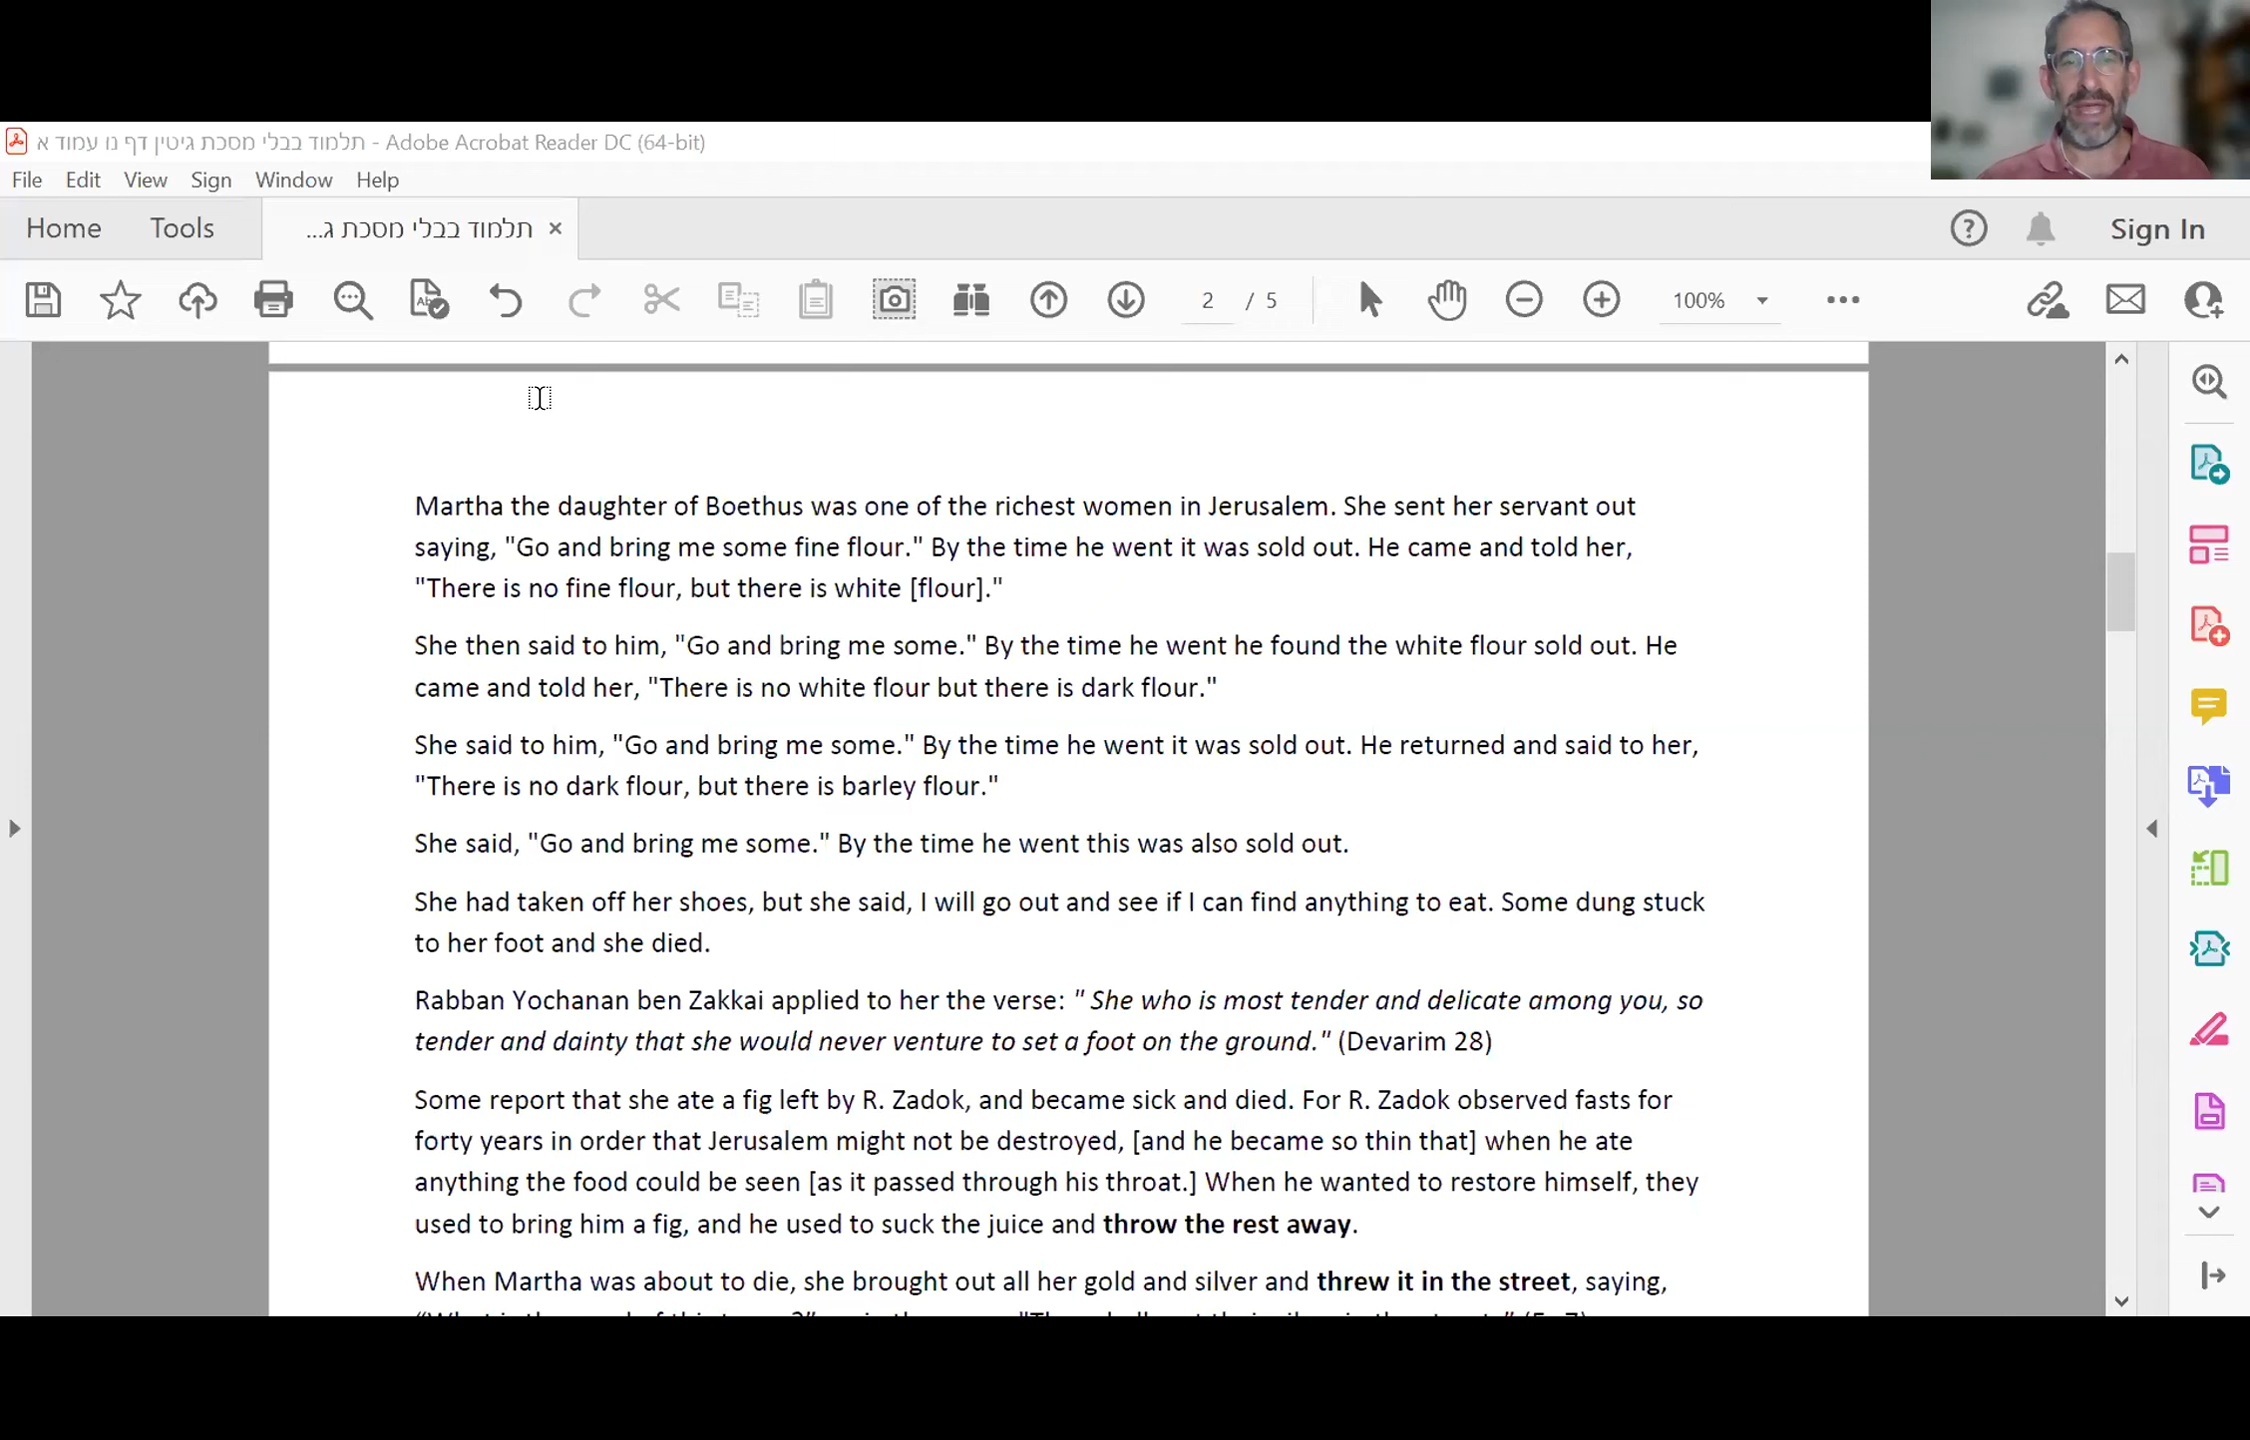 תלמוד בבלי מסכת גיטין דף נו עמוד א - Adobe Acrobat Reader DC (64-bit)
File Edit View Sign Window Help
Home Tools תלמוד בבלי מסכת ג... × Sign In
2 / 5 100%
Martha the daughter of Boethus was one of the richest women in Jerusalem. She sent her servant out
saying, "Go and bring me some fine flour." By the time he went it was sold out. He came and told her,
"There is no fine flour, but there is white [flour]."
She then said to him, "Go and bring me some." By the time he went he found the white flour sold out. He
came and told her, "There is no white flour but there is dark flour."
She said to him, "Go and bring me some." By the time he went it was sold out. He returned and said to her,
"There is no dark flour, but there is barley flour."
She said, "Go and bring me some." By the time he went this was also sold out.
She had taken off her shoes, but she said, I will go out and see if I can find anything to eat. Some dung stuck
to her foot and she died.
Rabban Yochanan ben Zakkai applied to her the verse: " She who is most tender and delicate among you, so
tender and dainty that she would never venture to set a foot on the ground." (Devarim 28)
Some report that she ate a fig left by R. Zadok, and became sick and died. For R. Zadok observed fasts for
forty years in order that Jerusalem might not be destroyed, [and he became so thin that] when he ate
anything the food could be seen [as it passed through his throat.] When he wanted to restore himself, they
used to bring him a fig, and he used to suck the juice and throw the rest away.
When Martha was about to die, she brought out all her gold and silver and threw it in the street, saying,